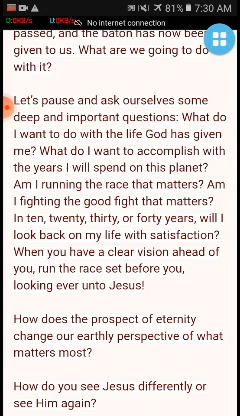 81% 7:30 AM
0:0KB/s U:0KB/s No internet connection
passed, and the baton has now been
given to us. What are we going to do
with it?
Let's pause and ask ourselves some
deep and important questions: What do
I want to do with the life God has given
me? What do I want to accomplish with
the years I will spend on this planet?
Am I running the race that matters? Am
I fighting the good fight that matters?
In ten, twenty, thirty, or forty years, will I
look back on my life with satisfaction?
When you have a clear vision ahead of
you, run the race set before you,
looking ever unto Jesus!
How does the prospect of eternity
change our earthly perspective of what
matters most?
How do you see Jesus differently or
see Him again?